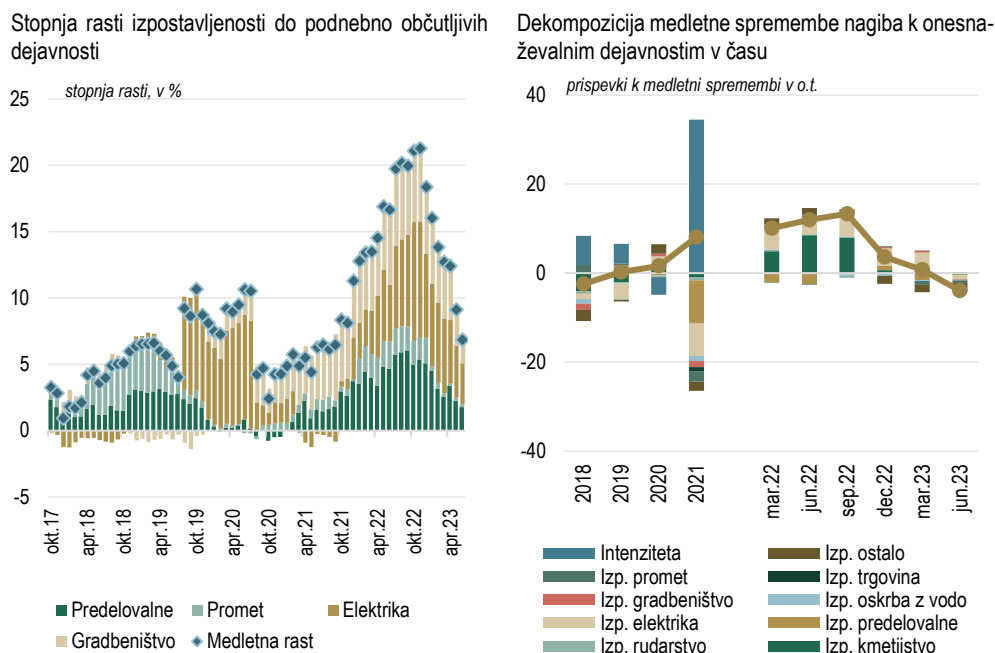 Stopnja rasti izpostavljenosti do podnebno občutljivih
dejavnosti
stopnja rasti, v %
25
20
15
10
5
0
-5
okt.17
apr.18
okt.18
apr.19
okt.19
apr.20
okt.20
apr.21
okt.21
apr.22
okt.22
apr.23
Predelovalne Promet Elektrika
Gradbeništvo Medletna rast
Dekompozicija medletne spremembe nagiba k onesna-
ževalnim dejavnostim v času
prispevki k medletni spremembi v o.t.
40
20
0
-20
-40
2018
2019
2020
2021
mar.22
jun.22
sep.22
dec.22
mar.23
jun.23
Intenziteta Izp. ostalo
Izp. promet Izp. trgovina
Izp. gradbeništvo Izp. oskrba z vodo
Izp. elektrika Izp. predelovalne
Izp. rudarstvo Izp. kmetijstvo